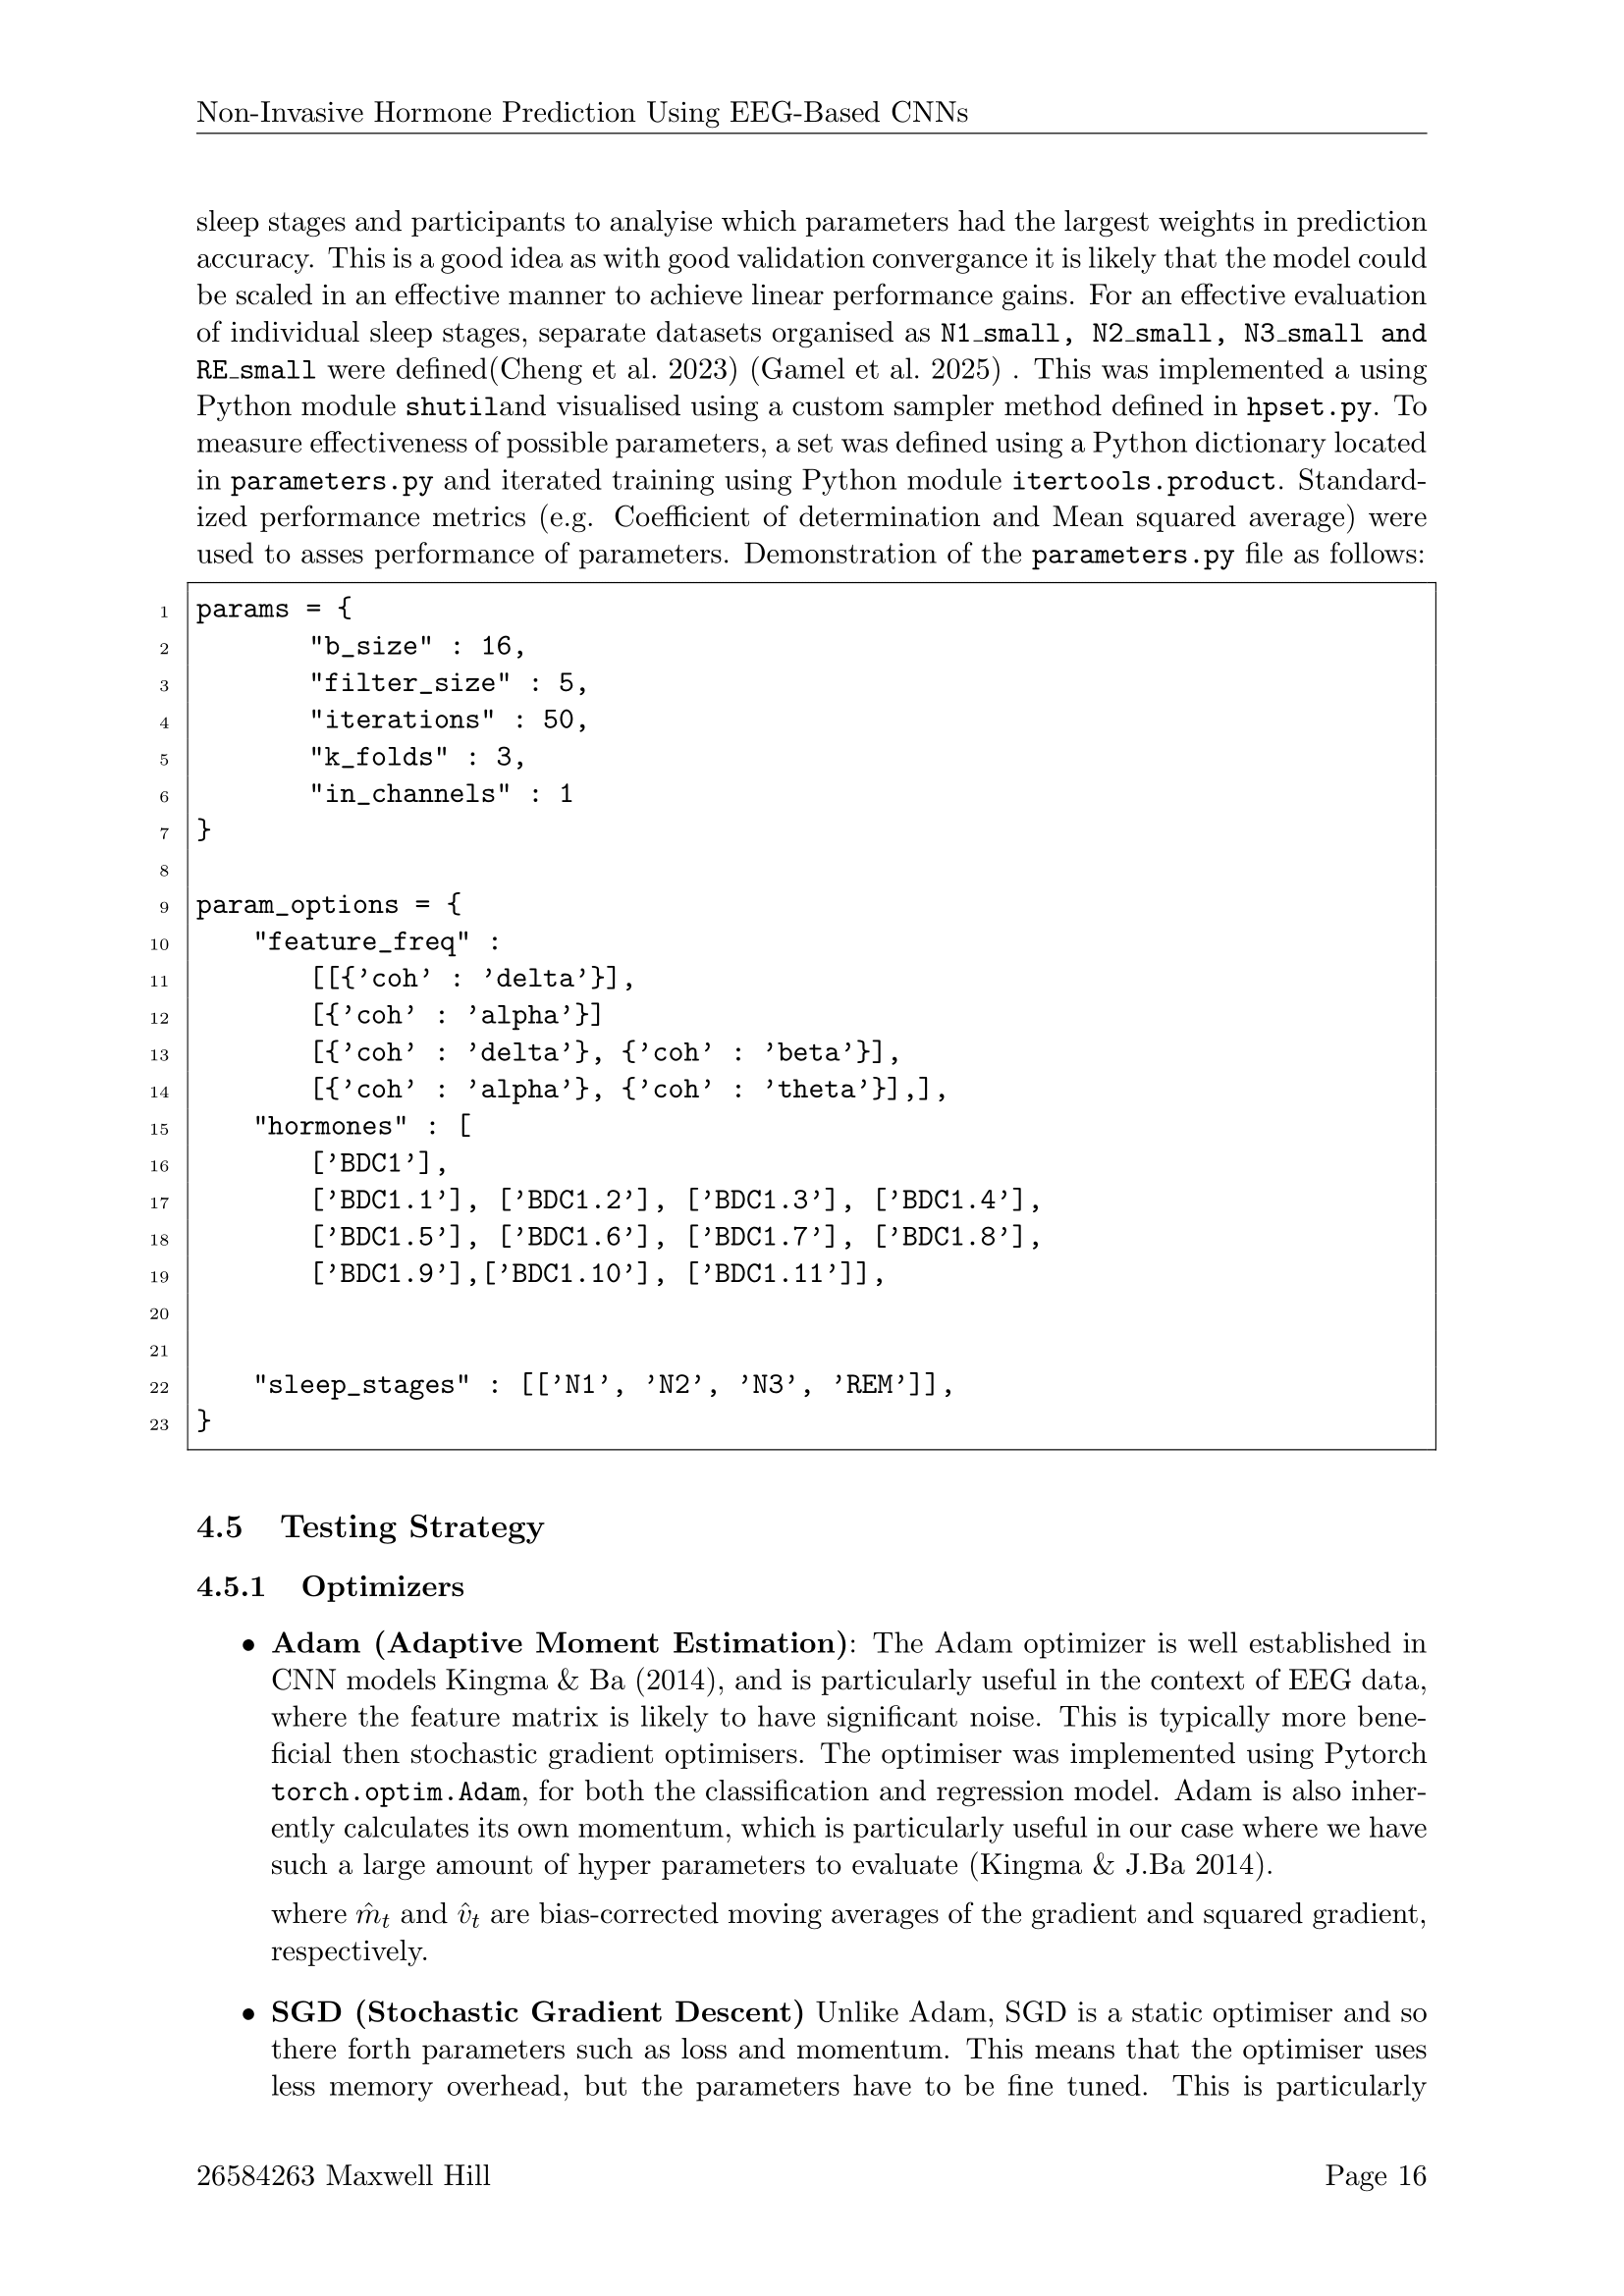 Non-Invasive Hormone Prediction Using EEG-Based CNNs
sleep stages and participants to analyise which parameters had the largest weights in prediction
accuracy. This is a good idea as with good validation convergance it is likely that the model could
be scaled in an effective manner to achieve linear performance gains. For an effective evaluation
of individual sleep stages, separate datasets organised as N1_small, N2_small, N3_small and
RE_small were defined(Cheng et al. 2023) (Gamel et al. 2025) . This was implemented a using
Python module shutiland visualised using a custom sampler method defined in hpset.py. To
measure effectiveness of possible parameters, a set was defined using a Python dictionary located
in parameters.py and iterated training using Python module itertools.product. Standard-
ized performance metrics (e.g. Coefficient of determination and Mean squared average) were
used to asses performance of parameters. Demonstration of the parameters.py file as follows:
1 params = {
2 "b_size" : 16,
3 "filter_size" : 5,
4 "iterations" : 50,
5 "k_folds" : 3,
6 "in_channels" : 1
7 }
8
9 param_options = {
10 "feature_freq" :
11 [[{’coh’ : ’delta’}],
12 [{’coh’ : ’alpha’}]
13 [{’coh’ : ’delta’}, {’coh’ : ’beta’}],
14 [{’coh’ : ’alpha’}, {’coh’ : ’theta’}],],
15 "hormones" : [
16 [’BDC1’],
17 [’BDC1.1’], [’BDC1.2’], [’BDC1.3’], [’BDC1.4’],
18 [’BDC1.5’], [’BDC1.6’], [’BDC1.7’], [’BDC1.8’],
19 [’BDC1.9’],[’BDC1.10’], [’BDC1.11’]],
20
21
22 "sleep_stages" : [[’N1’, ’N2’, ’N3’, ’REM’]],
23 }
4.5 Testing Strategy
4.5.1 Optimizers
• Adam (Adaptive Moment Estimation): The Adam optimizer is well established in
CNN models Kingma & Ba (2014), and is particularly useful in the context of EEG data,
where the feature matrix is likely to have significant noise. This is typically more bene-
ficial then stochastic gradient optimisers. The optimiser was implemented using Pytorch
torch.optim.Adam, for both the classification and regression model. Adam is also inher-
ently calculates its own momentum, which is particularly useful in our case where we have
such a large amount of hyper parameters to evaluate (Kingma & J.Ba 2014).
where m̂ₜ and v̂ₜ are bias-corrected moving averages of the gradient and squared gradient,
respectively.
• SGD (Stochastic Gradient Descent) Unlike Adam, SGD is a static optimiser and so
there forth parameters such as loss and momentum. This means that the optimiser uses
less memory overhead, but the parameters have to be fine tuned. This is particularly
26584263 Maxwell Hill Page 16